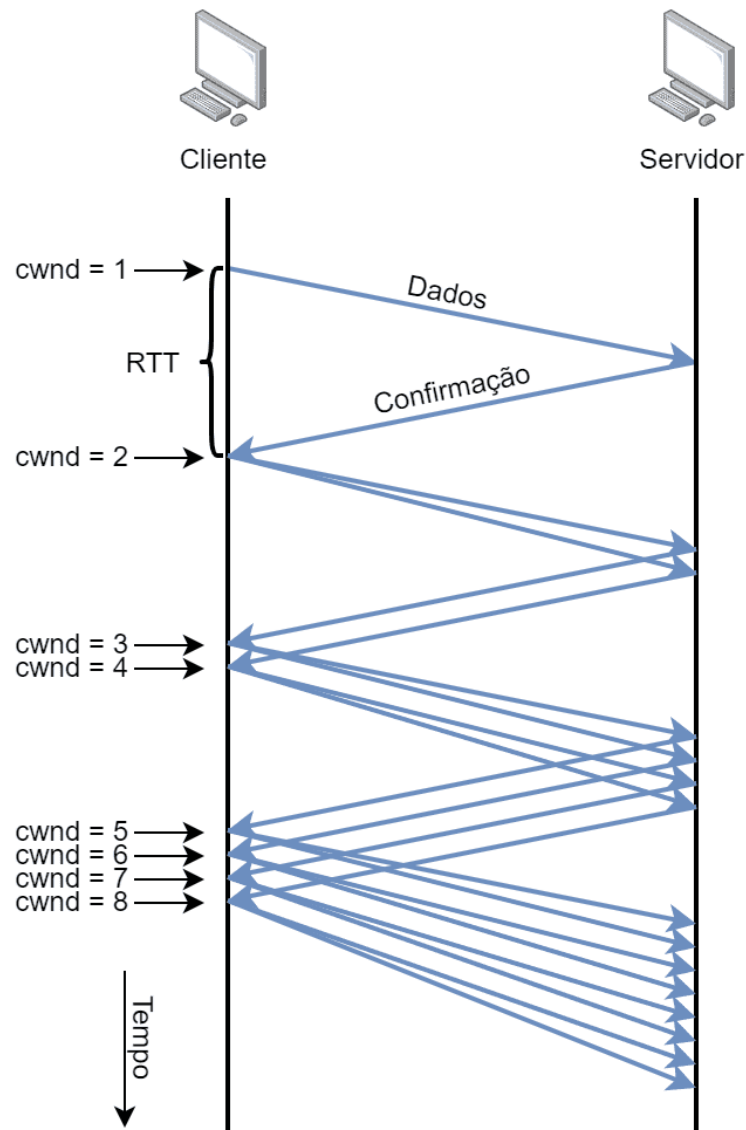 Cliente
Servidor
cwnd = 1
Dados
RTT
Confirmação
cwnd = 2
cwnd = 3
cwnd = 4
cwnd = 5
cwnd = 6
cwnd = 7
cwnd = 8
Tempo